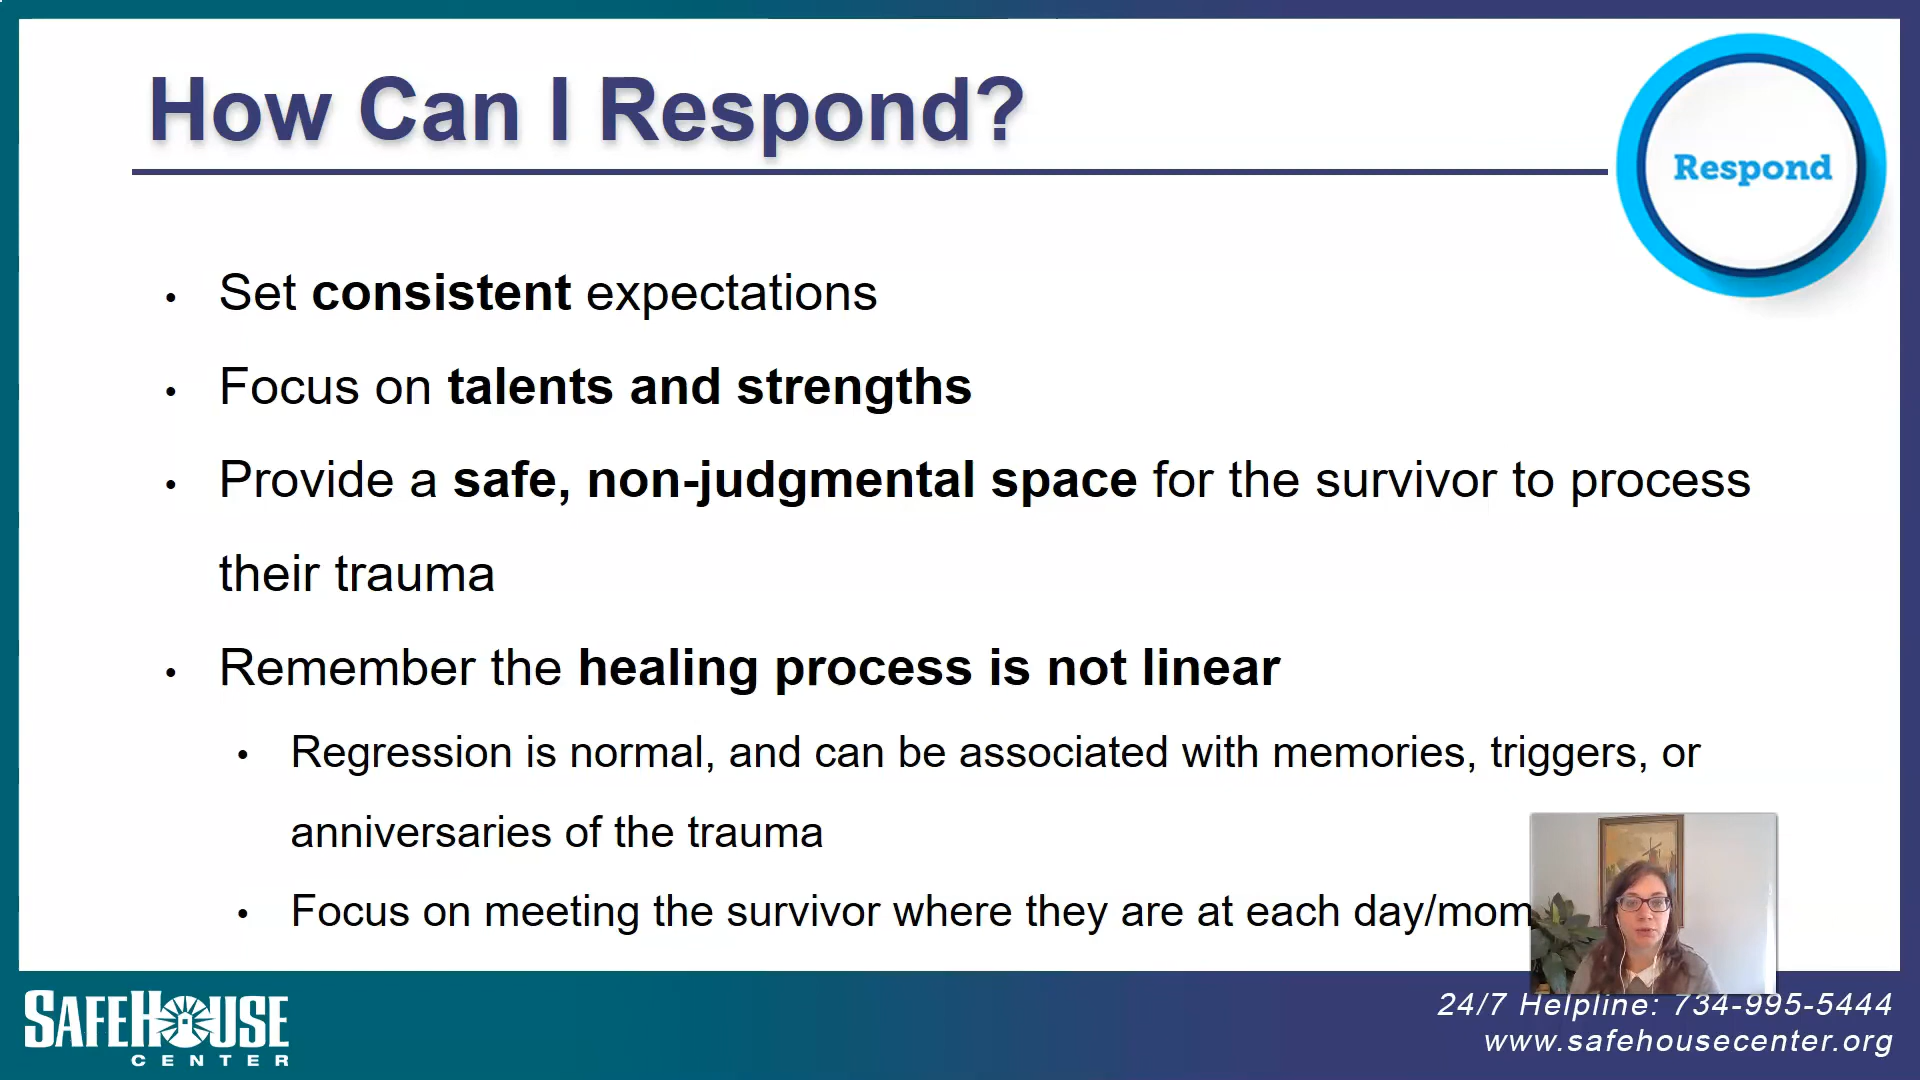 How Can I Respond?
Respond
• Set consistent expectations
• Focus on talents and strengths
• Provide a safe, non-judgmental space for the survivor to process
their trauma
• Remember the healing process is not linear
• Regression is normal, and can be associated with memories, triggers, or
anniversaries of the trauma
• Focus on meeting the survivor where they are at each day/mom
SAFEHOUSE
CENTER
24/7 Helpline: 734-995-5444
www.safehousecenter.org